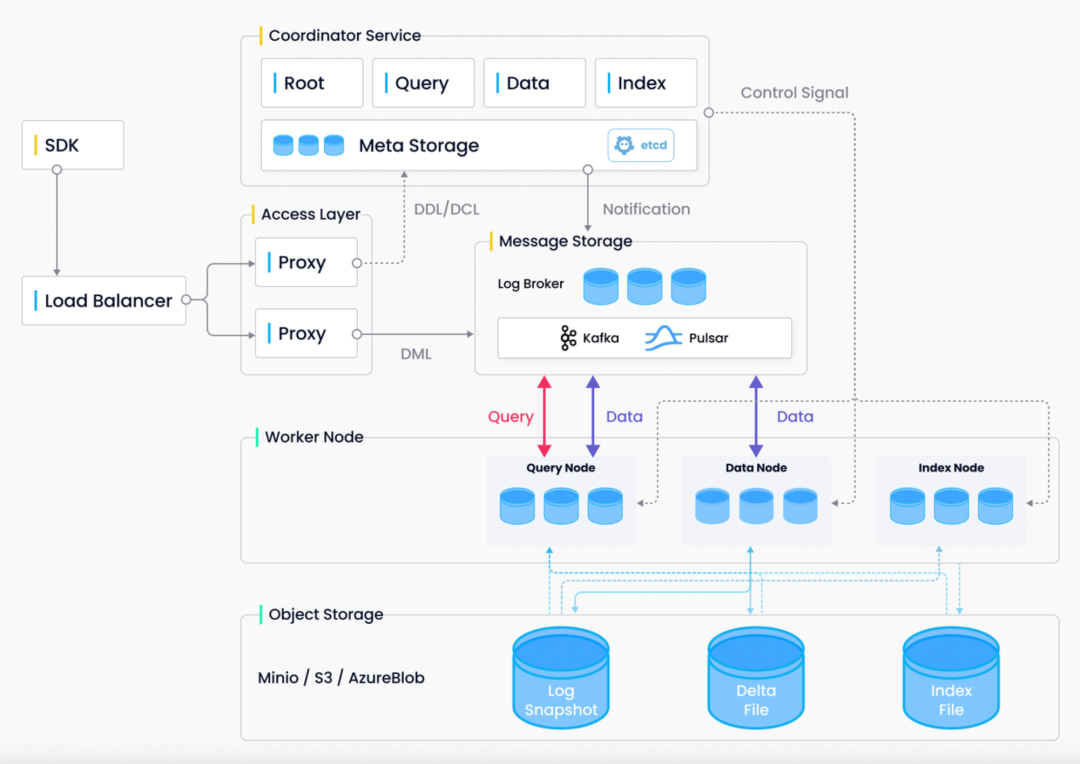 Coordinator Service
Root
Query
Data
Index
Control Signal
SDK
Meta Storage
etcd
DDL/DCL
Notification
Access Layer
Message Storage
Proxy
Log Broker
Load Balancer
Proxy
Kafka
Pulsar
DML
Query
Data
Data
Worker Node
Query Node
Data Node
Index Node
Object Storage
Minio / S3 / AzureBlob
Log
Snapshot
Delta
File
Index
File